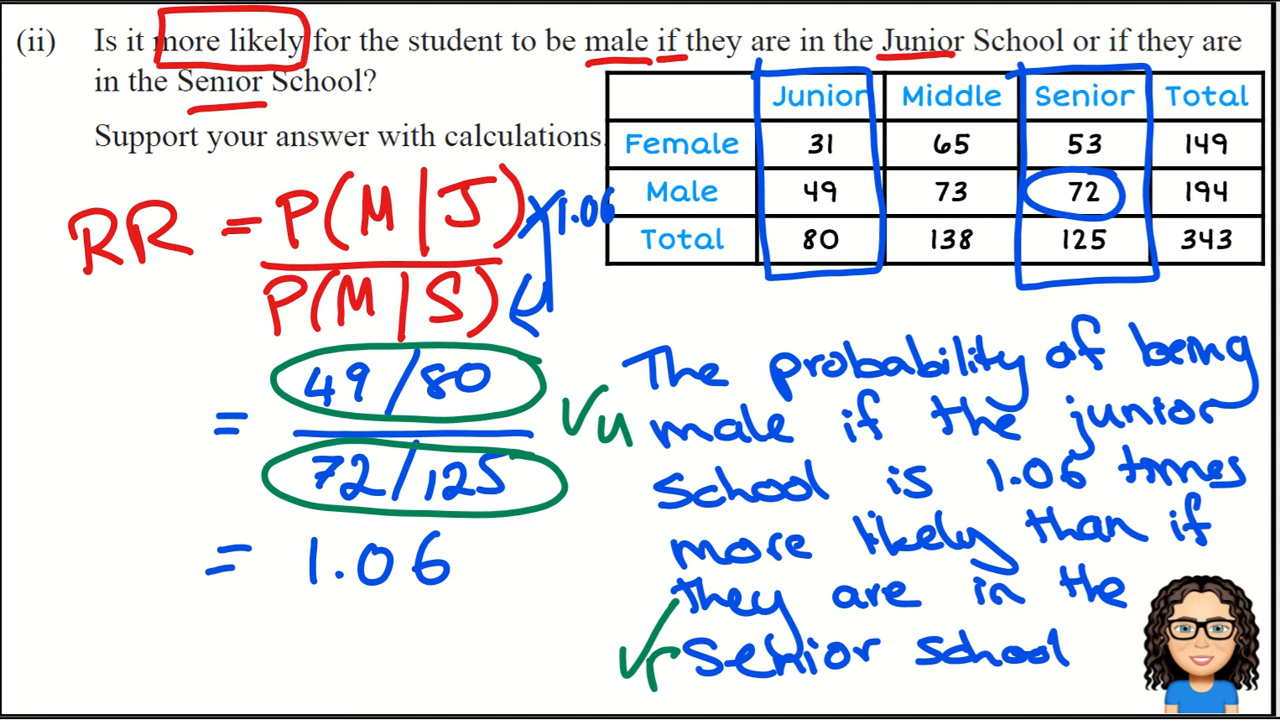 (ii) Is it more likely for the student to be male if they are in the Junior School or if they are
in the Senior School?
Support your answer with calculations.
Junior Middle Senior Total
Female 31 65 53 149
Male 49 73 72 194
Total 80 138 125 343
RR = P(M|J)
P(M|S)
x1.06
= 49/80
72/125
= 1.06
The probability of being
male if the junior
school is 1.06 times
more likely than if
they are in the
Senior school
u
r